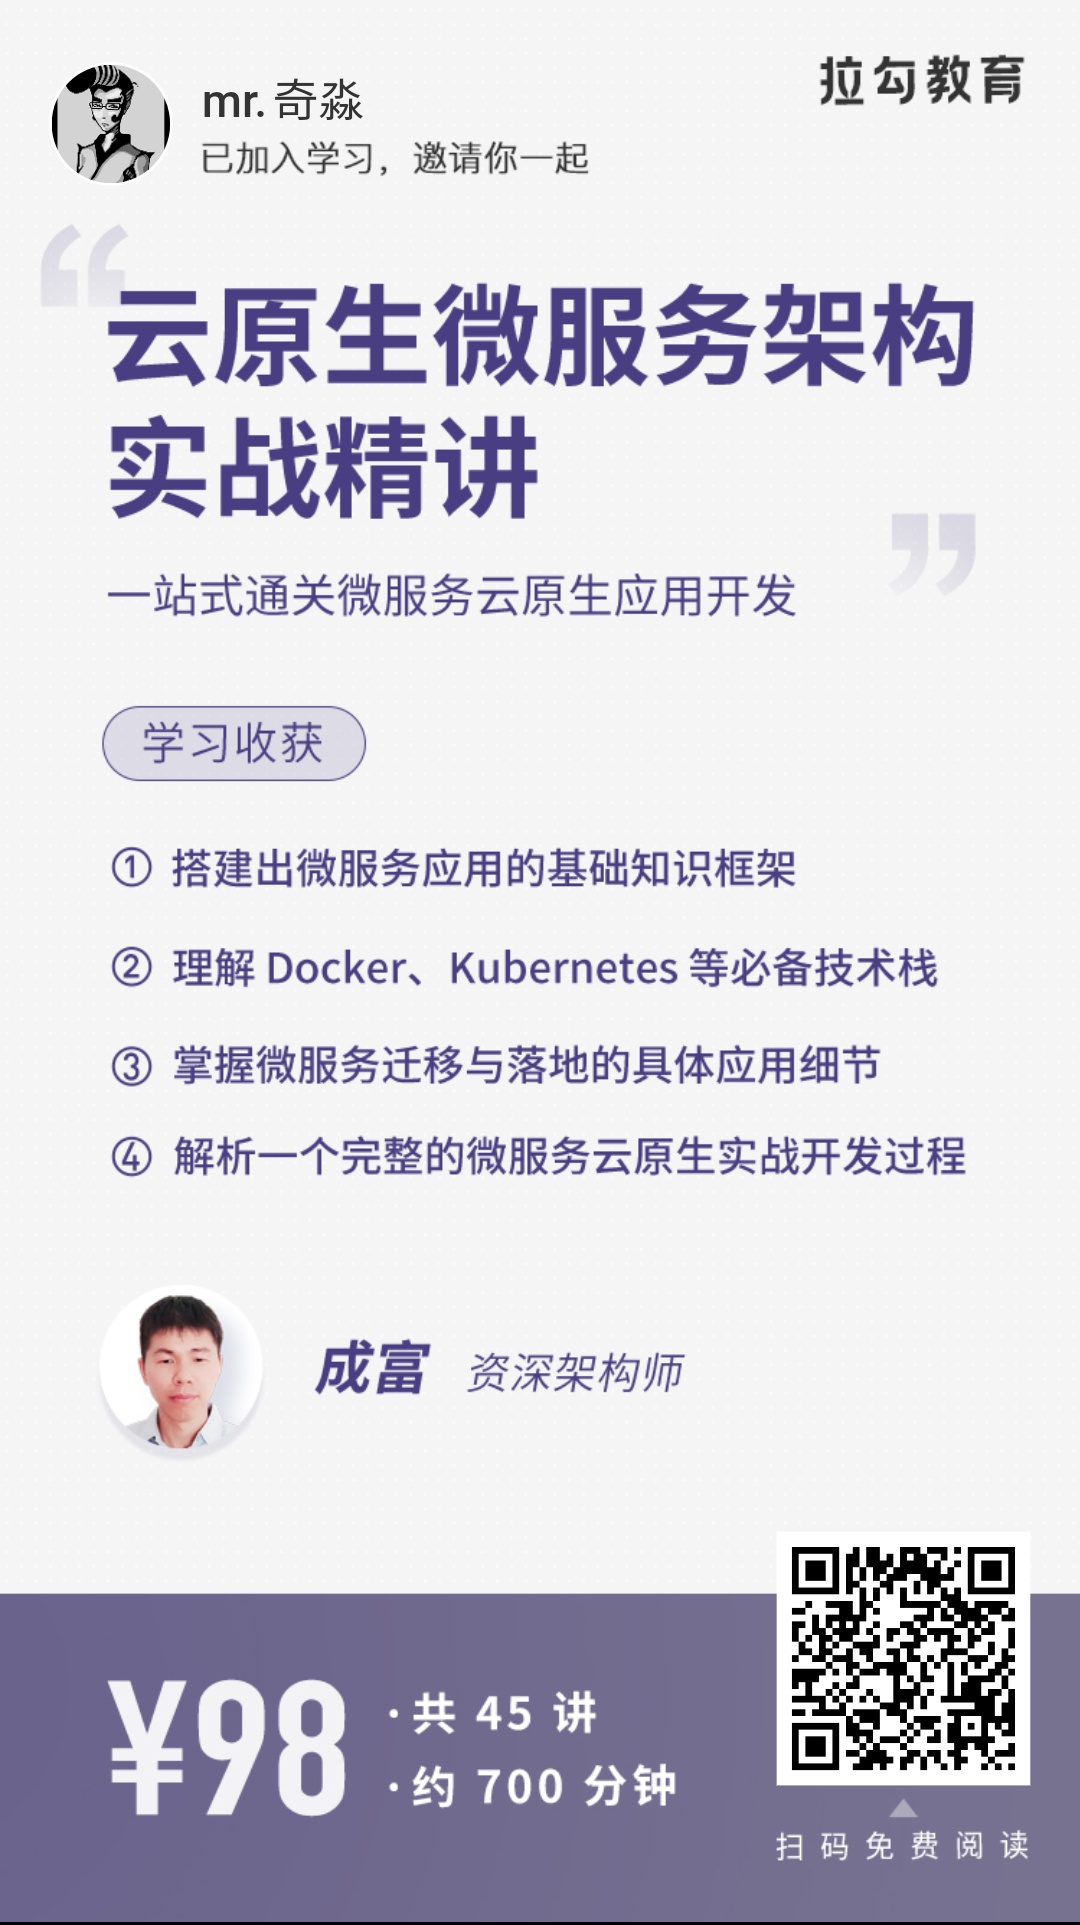 mr. 奇淼
拉勾教育
已加入学习，邀请你一起
云原生微服务架构
实战精讲
一站式通关微服务云原生应用开发
学习收获
① 搭建出微服务应用的基础知识框架
② 理解 Docker、Kubernetes 等必备技术栈
③ 掌握微服务迁移与落地的具体应用细节
④ 解析一个完整的微服务云原生实战开发过程
成富 资深架构师
¥98
·共 45 讲
·约 700 分钟
扫码免费阅读